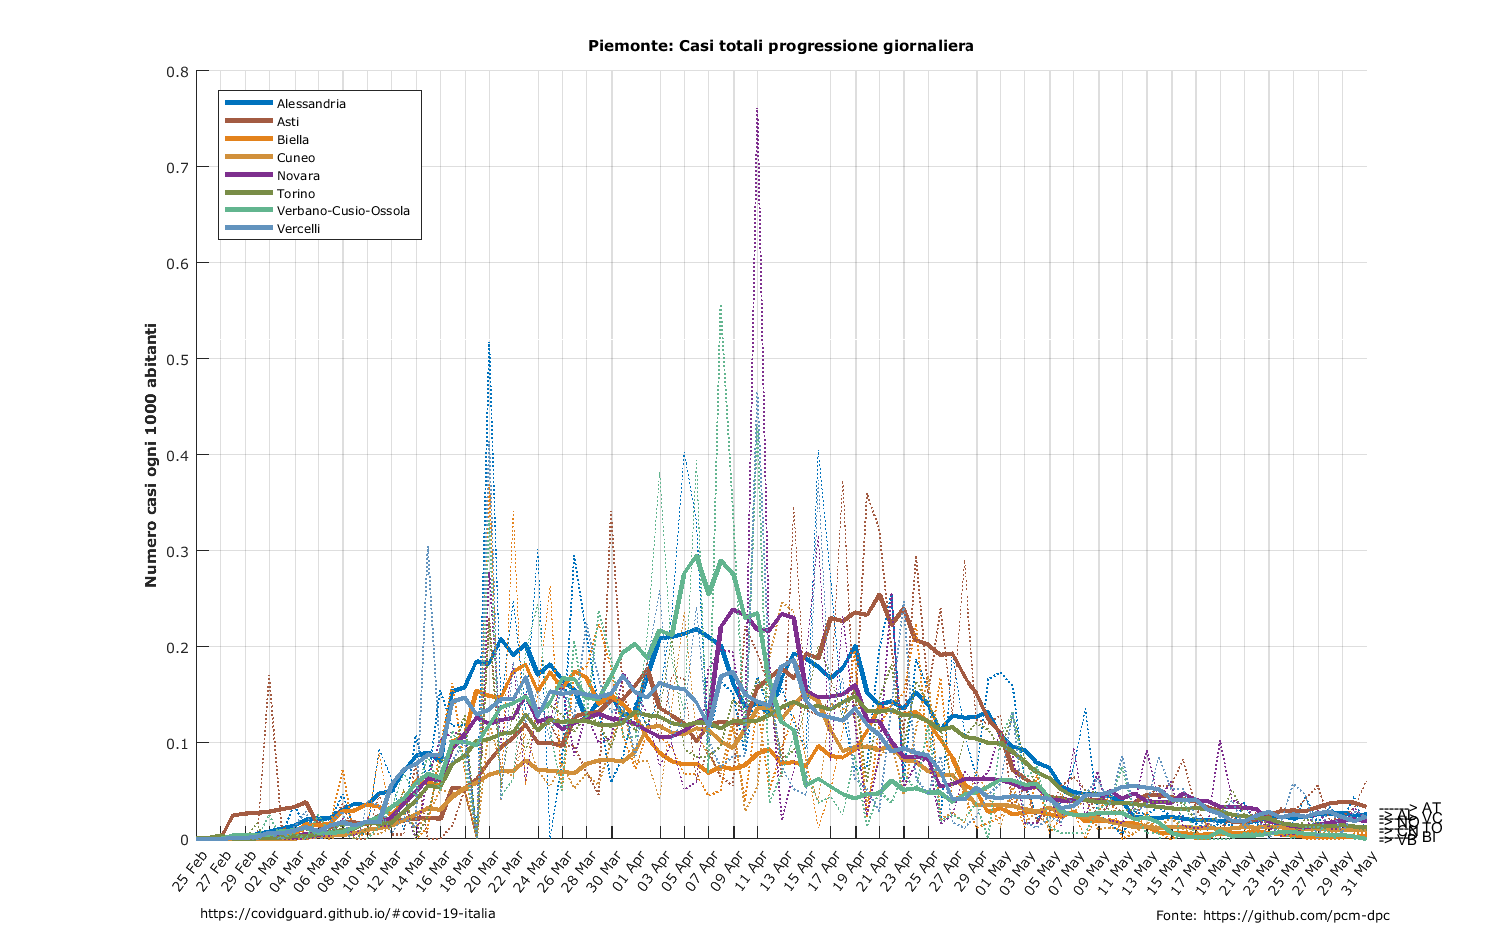 Piemonte: Casi totali progressione giornaliera
Numero casi ogni 1000 abitanti
0.8
0.7
0.6
0.5
0.4
0.3
0.2
0.1
0
Alessandria
Asti
Biella
Cuneo
Novara
Torino
Verbano-Cusio-Ossola
Vercelli
25 Feb
27 Feb
29 Feb
02 Mar
04 Mar
06 Mar
08 Mar
10 Mar
12 Mar
14 Mar
16 Mar
18 Mar
20 Mar
22 Mar
24 Mar
26 Mar
28 Mar
30 Mar
01 Apr
03 Apr
05 Apr
07 Apr
09 Apr
11 Apr
13 Apr
15 Apr
17 Apr
19 Apr
21 Apr
23 Apr
25 Apr
27 Apr
29 Apr
01 May
03 May
05 May
07 May
09 May
11 May
13 May
15 May
17 May
19 May
21 May
23 May
25 May
27 May
29 May
31 May
------> AT
VC
TO
BI
-> VB
https://covidguard.github.io/#covid-19-italia
Fonte: https://github.com/pcm-dpc